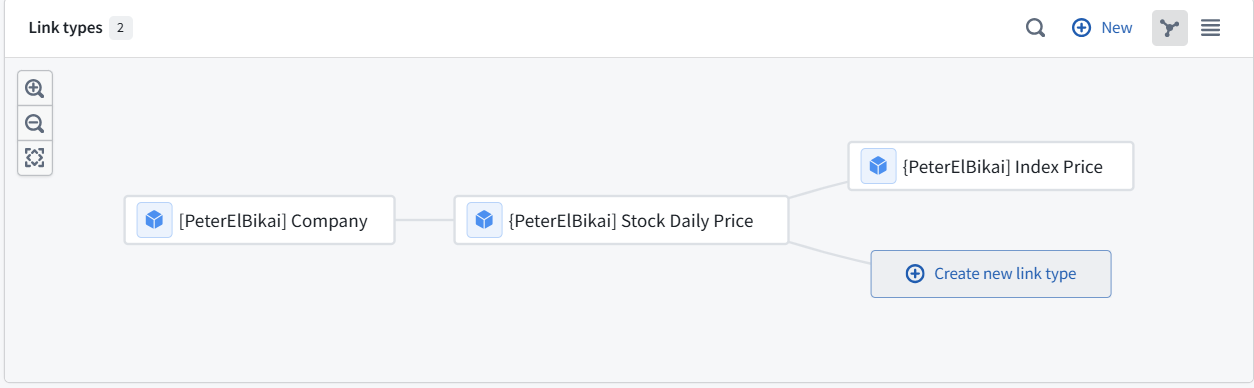 Link types 2
New
{PeterElBikai] Index Price
[PeterElBikai] Company
{PeterElBikai] Stock Daily Price
Create new link type